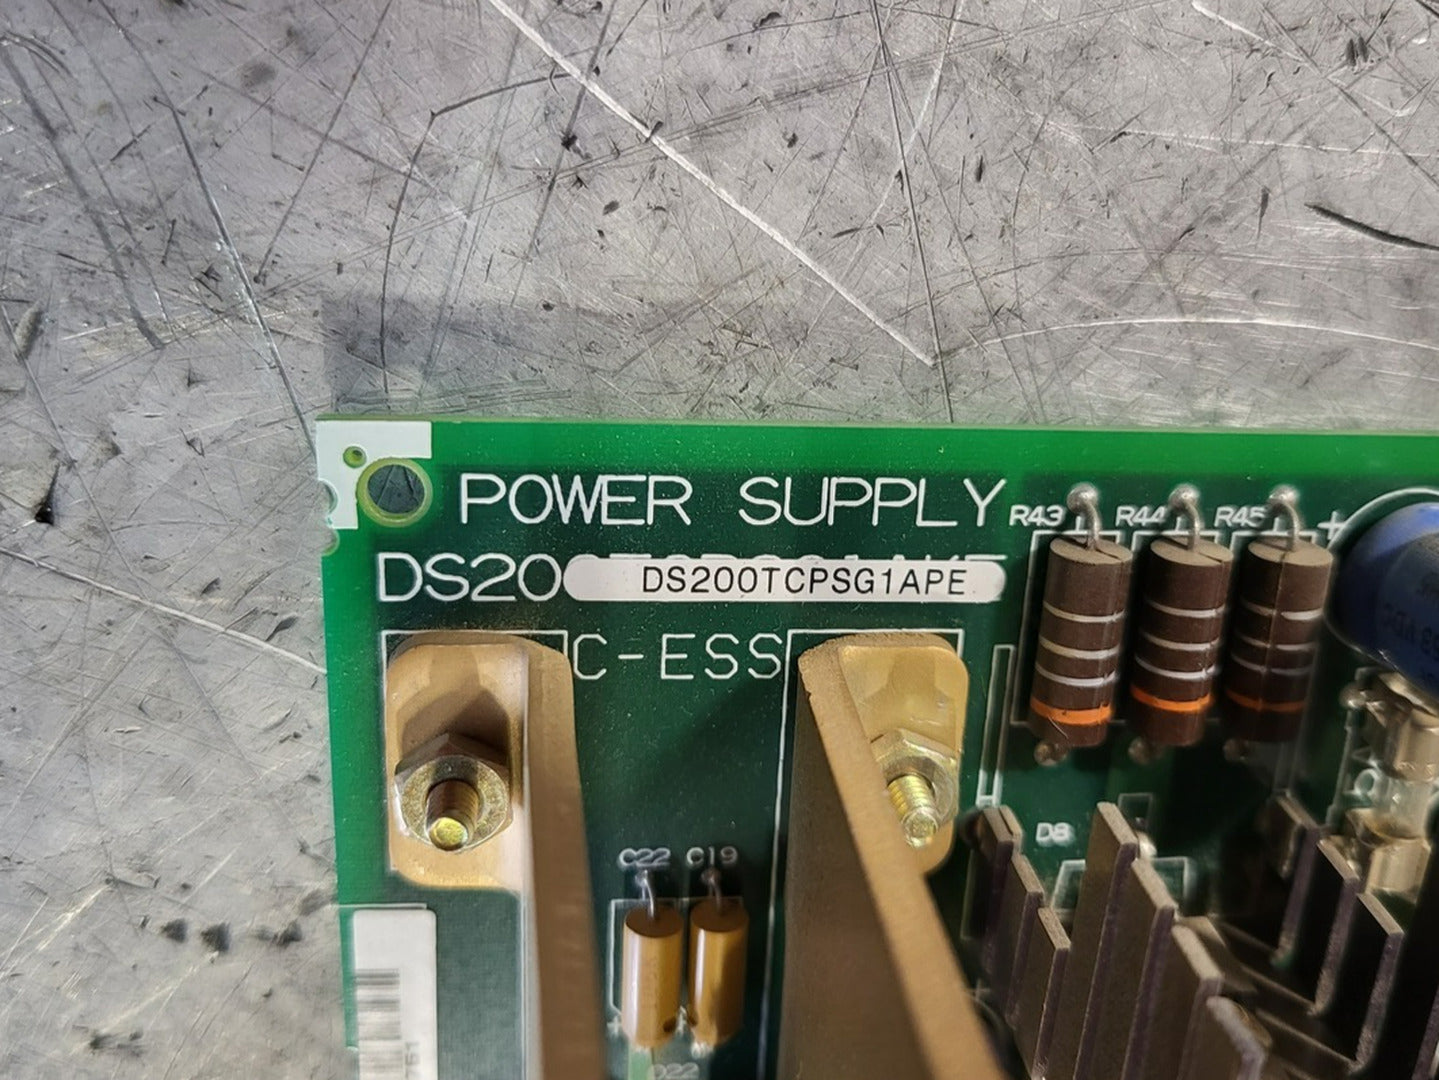 POWER SUPPLY
DS20
DS200TCPSG1APE
C-ESS
R43 R44 R45 +
D8
C22 C19